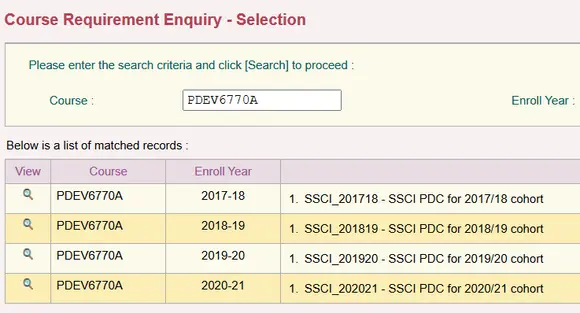 Course Requirement Enquiry - Selection
Please enter the search criteria and click [Search] to proceed :
Course : PDEV6770A Enroll Year :
Below is a list of matched records :
View Course Enroll Year
PDEV6770A 2017-18 1. SSCI_201718 - SSCI PDC for 2017/18 cohort
PDEV6770A 2018-19 1. SSCI_201819 - SSCI PDC for 2018/19 cohort
PDEV6770A 2019-20 1. SSCI_201920 - SSCI PDC for 2019/20 cohort
PDEV6770A 2020-21 1. SSCI_202021 - SSCI PDC for 2020/21 cohort